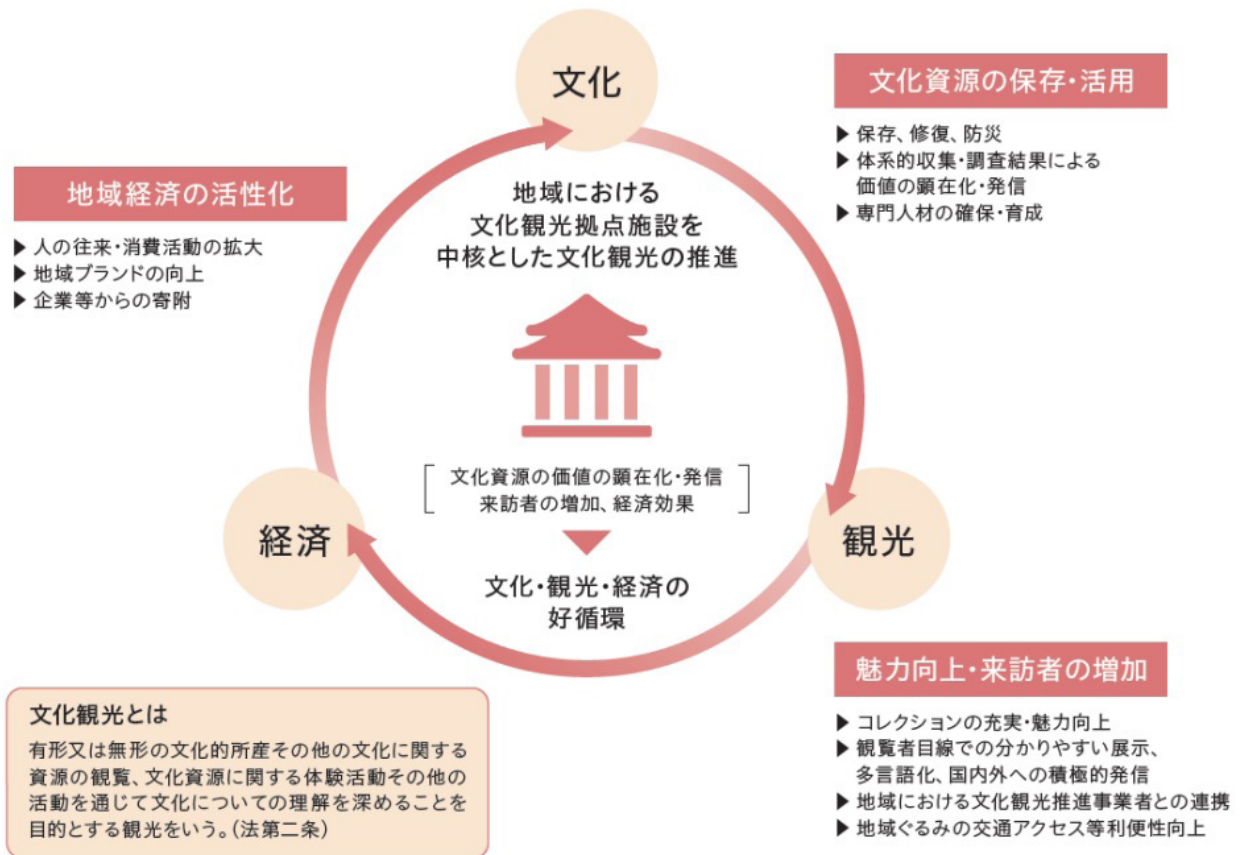 文化
文化資源の保存・活用
▶ 保存、修復、防災
▶ 体系的収集・調査結果による
価値の顕在化・発信
▶ 専門人材の確保・育成
地域経済の活性化
▶ 人の往来・消費活動の拡大
▶ 地域ブランドの向上
▶ 企業等からの寄附
地域における
文化観光拠点施設を
中核とした文化観光の推進
文化資源の価値の顕在化・発信
来訪者の増加、経済効果
文化・観光・経済の
好循環
経済
観光
魅力向上・来訪者の増加
▶ コレクションの充実・魅力向上
▶ 観覧者目線での分かりやすい展示、
多言語化、国内外への積極的発信
▶ 地域における文化観光推進事業者との連携
▶ 地域ぐるみの交通アクセス等利便性向上
文化観光とは
有形又は無形の文化的所産その他の文化に関する
資源の観覧、文化資源に関する体験活動その他の
活動を通じて文化についての理解を深めることを
目的とする観光をいう。(法第二条)